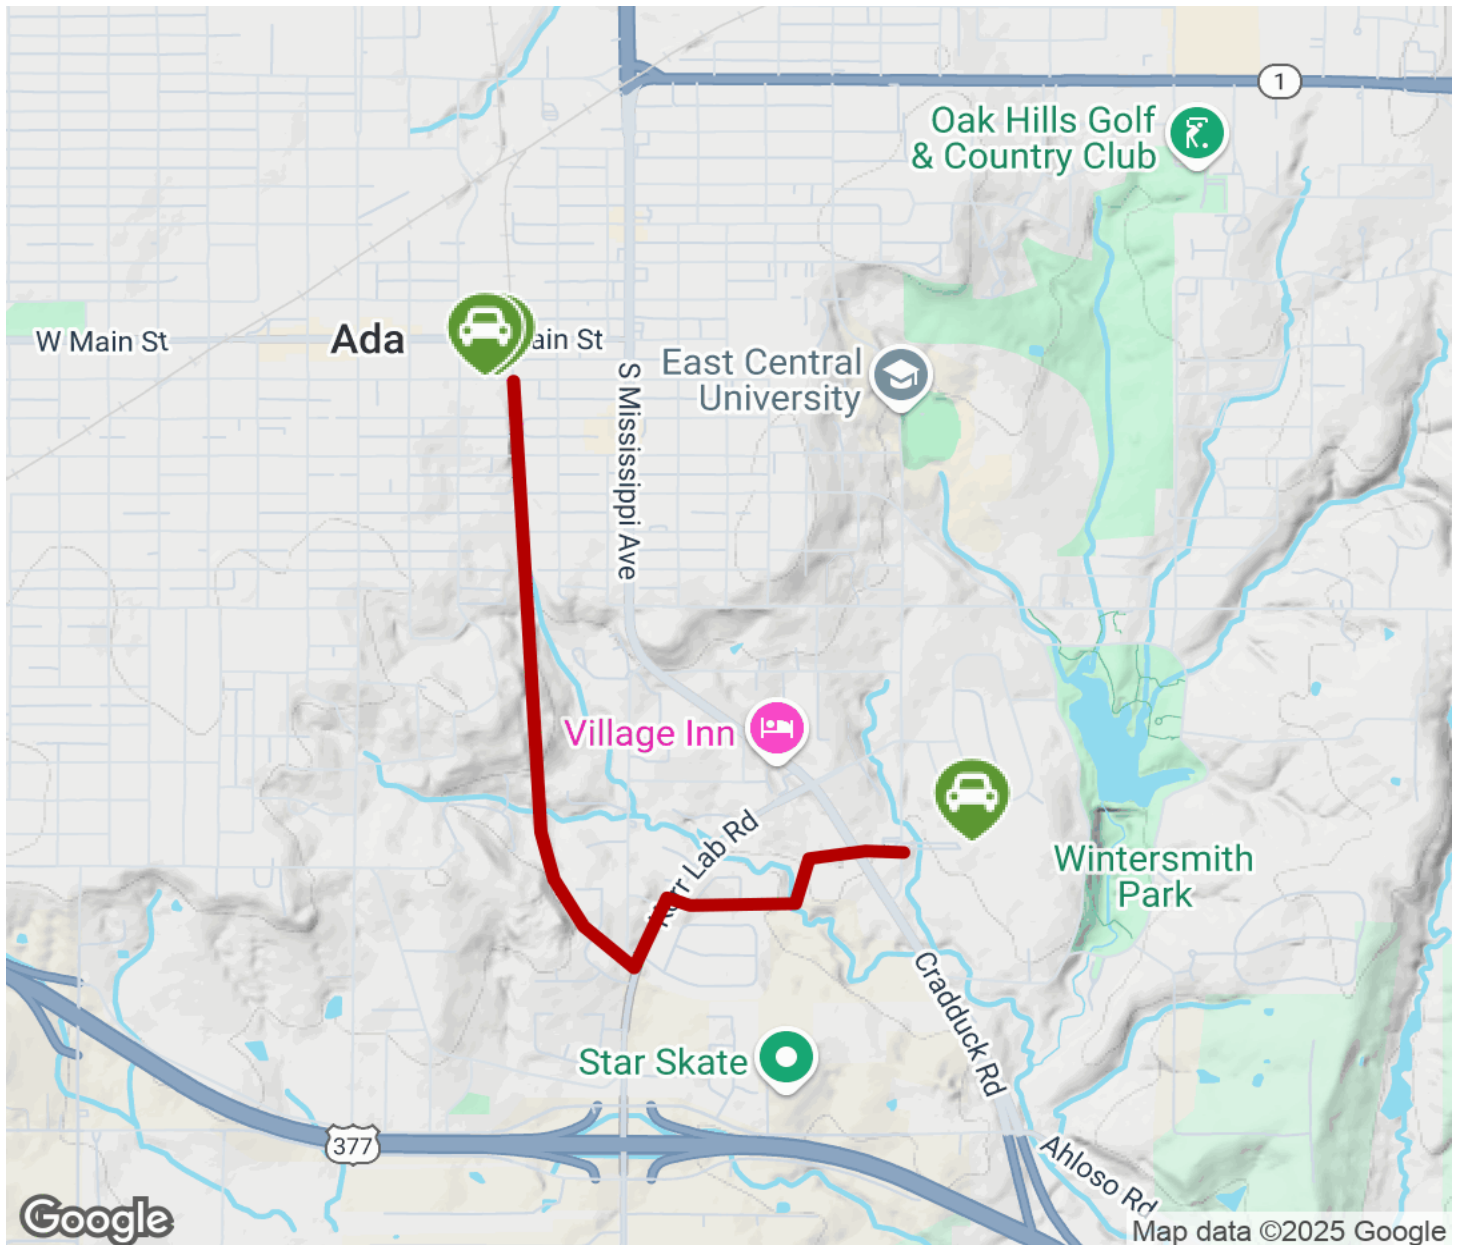 1
Oak Hills Golf
& Country Club
W Main St
Ada
ain St
East Central
University
S Mississippi Ave
Village Inn
Kerr Lab Rd
Wintersmith
Park
Cradduck Rd
Star Skate
377
Ahloso Rd
Google
Map data ©2025 Google